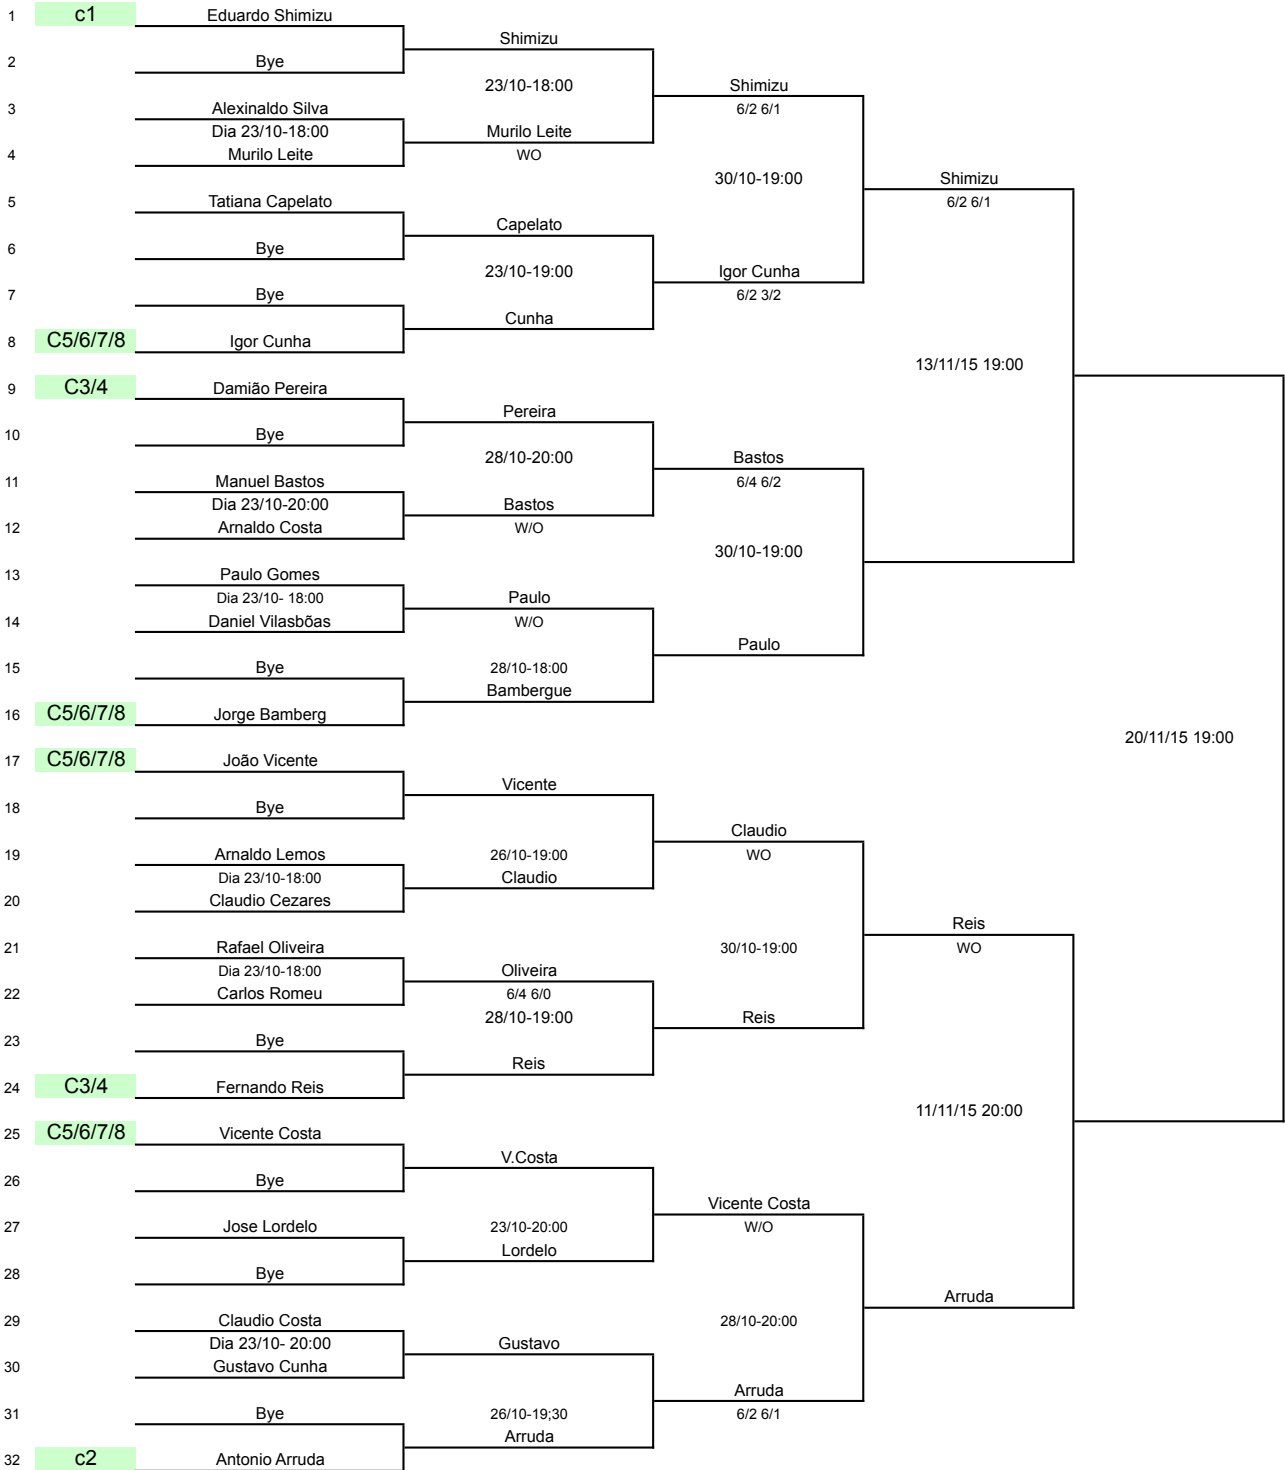 1 c1 Eduardo Shimizu
Shimizu
2 Bye
23/10-18:00
Shimizu
3 Alexinaldo Silva
6/2 6/1
Dia 23/10-18:00
Murilo Leite
4 Murilo Leite
WO
30/10-19:00
Shimizu
5 Tatiana Capelato
6/2 6/1
Capelato
6 Bye
23/10-19:00
Igor Cunha
7 Bye
6/2 3/2
Cunha
8 C5/6/7/8 Igor Cunha
13/11/15 19:00
9 C3/4 Damião Pereira
Pereira
10 Bye
28/10-20:00
Bastos
11 Manuel Bastos
6/4 6/2
Dia 23/10-20:00
Bastos
12 Arnaldo Costa
W/O
30/10-19:00
13 Paulo Gomes
Dia 23/10- 18:00
Paulo
14 Daniel Vilasbõas
W/O
Paulo
15 Bye
28/10-18:00
Bambergue
16 C5/6/7/8 Jorge Bamberg
20/11/15 19:00
17 C5/6/7/8 João Vicente
Vicente
18 Bye
Claudio
19 Arnaldo Lemos
26/10-19:00
WO
Dia 23/10-18:00
Claudio
20 Claudio Cezares
Reis
21 Rafael Oliveira
30/10-19:00
WO
Dia 23/10-18:00
Oliveira
22 Carlos Romeu
6/4 6/0
28/10-19:00
Reis
23 Bye
Reis
24 C3/4 Fernando Reis
11/11/15 20:00
25 C5/6/7/8 Vicente Costa
V.Costa
26 Bye
Vicente Costa
27 Jose Lordelo
23/10-20:00
W/O
Lordelo
28 Bye
Arruda
29 Claudio Costa
28/10-20:00
Dia 23/10- 20:00
Gustavo
30 Gustavo Cunha
Arruda
31 Bye
26/10-19;30
6/2 6/1
Arruda
32 c2 Antonio Arruda